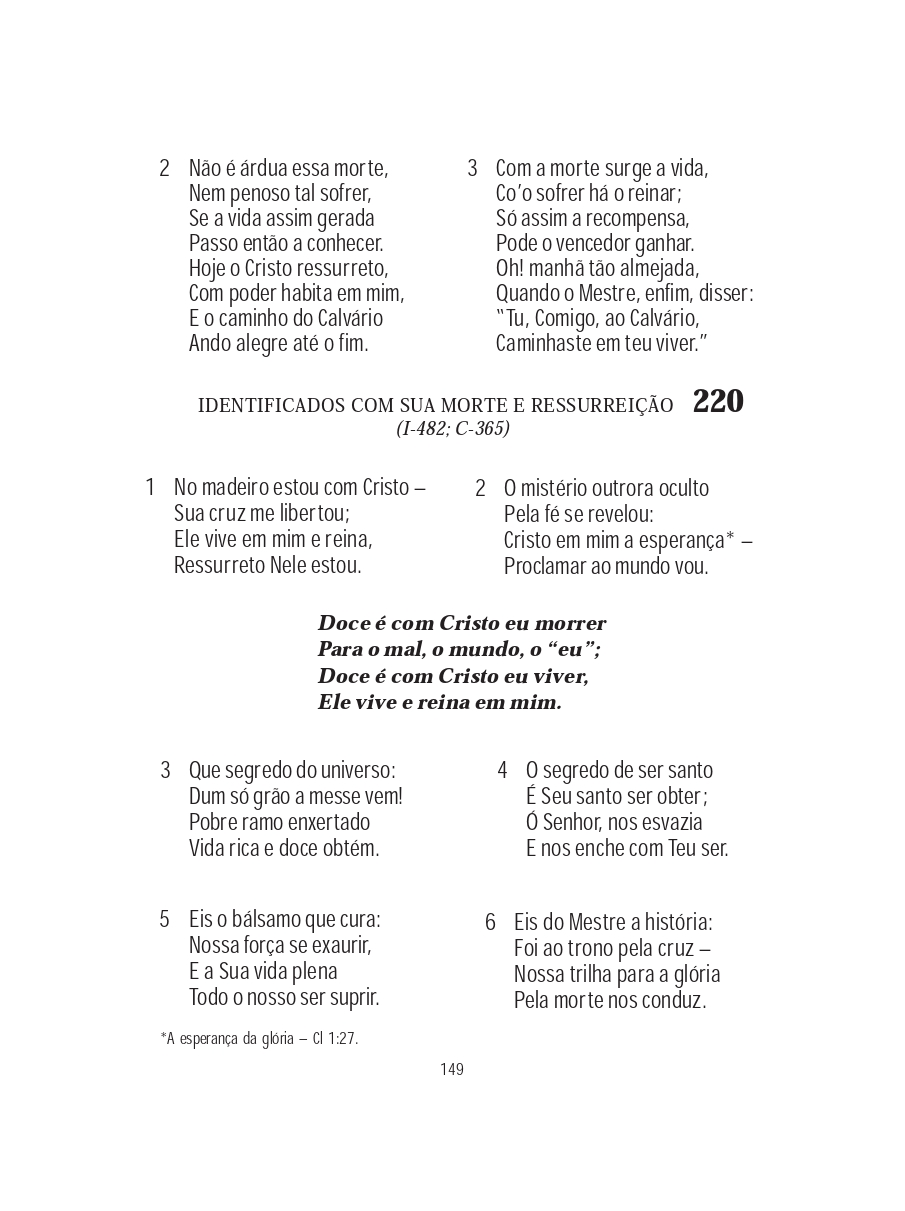 2 Não é árdua essa morte,
Nem penoso tal sofrer,
Se a vida assim gerada
Passo então a conhecer.
Hoje o Cristo ressurreto,
Com poder habita em mim,
E o caminho do Calvário
Ando alegre até o fim.
3 Com a morte surge a vida,
Co’o sofrer há o reinar;
Só assim a recompensa,
Pode o vencedor ganhar.
Oh! manhã tão almejada,
Quando o Mestre, enfim, disser:
“Tu, Comigo, ao Calvário,
Caminhaste em teu viver.”
IDENTIFICADOS COM SUA MORTE E RESSURREIÇÃO 220
(I-482; C-365)
1 No madeiro estou com Cristo –
Sua cruz me libertou;
Ele vive em mim e reina,
Ressurreto Nele estou.
2 O mistério outrora oculto
Pela fé se revelou:
Cristo em mim a esperança* –
Proclamar ao mundo vou.
Doce é com Cristo eu morrer
Para o mal, o mundo, o “eu”;
Doce é com Cristo eu viver,
Ele vive e reina em mim.
3 Que segredo do universo:
Dum só grão a messe vem!
Pobre ramo enxertado
Vida rica e doce obtém.
4 O segredo de ser santo
É Seu santo ser obter;
Ó Senhor, nos esvazia
E nos enche com Teu ser.
5 Eis o bálsamo que cura:
Nossa força se exaurir,
E a Sua vida plena
Todo o nosso ser suprir.
6 Eis do Mestre a história:
Foi ao trono pela cruz –
Nossa trilha para a glória
Pela morte nos conduz.
*A esperança da glória – Cl 1:27.
149